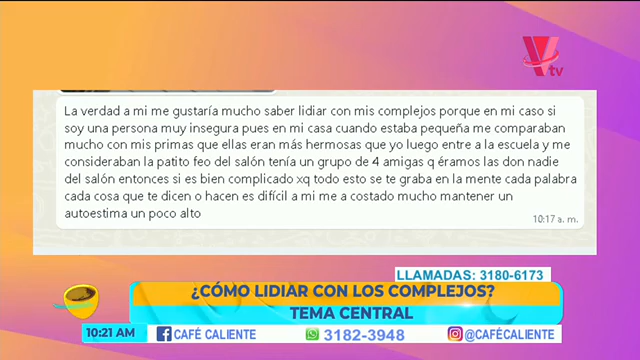 V
tv
La verdad a mi me gustaría mucho saber lidiar con mis complejos porque en mi caso si
soy una persona muy insegura pues en mi casa cuando estaba pequeña me comparaban
mucho con mis primas que ellas eran más hermosas que yo luego entre a la escuela y me
consideraban la patito feo del salón tenía un grupo de 4 amigas q éramos las don nadie
del salón entonces si es bien complicado xq todo esto se te graba en la mente cada palabra
cada cosa que te dicen o hacen es difícil a mi me a costado mucho mantener un
autoestima un poco alto
10:17 a. m.
LLAMADAS: 3180-6173
¿CÓMO LIDIAR CON LOS COMPLEJOS?
TEMA CENTRAL
10:21 AM CAFÉ CALIENTE 3182-3948 @CAFÉCALIENTE